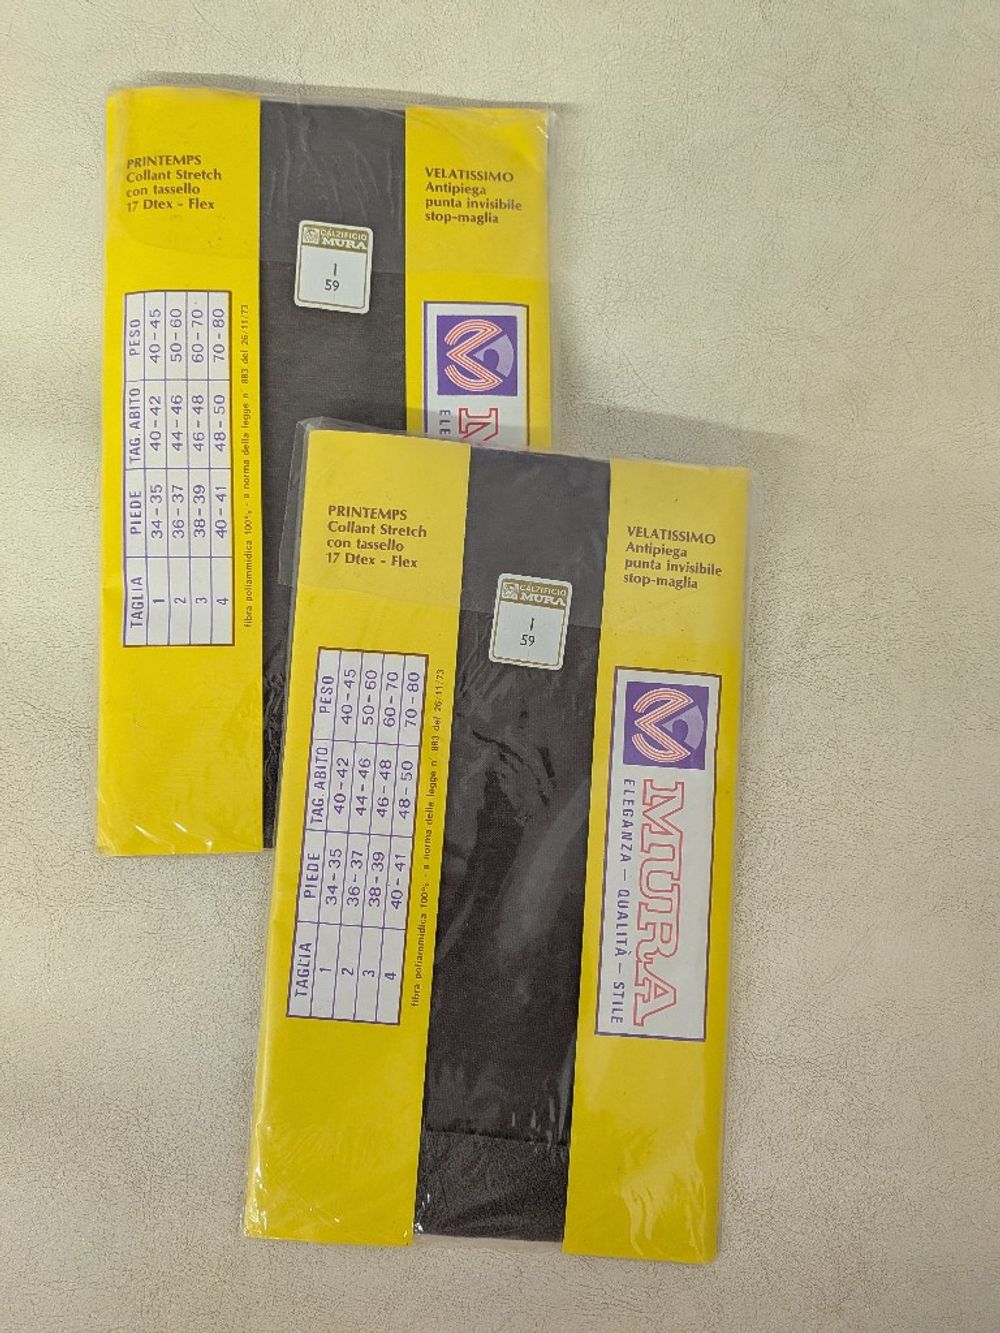 PRINTEMPS
Collant Stretch
con tassello
17 Dtex - Flex
VELATISSIMO
Antipiega
punta invisibile
stop-maglia
CALZIFICIO
MURA
I
59
TAGLIA PIEDE TAG. ABITO PESO
1 34-35 40-42 40-45
2 36-37 44-46 50-60
3 38-39 46-48 60-70
4 40-41 48-50 70-80
fibra poliammidica 100% - a norma della legge n° 883 del 26/11/73
PRINTEMPS
Collant Stretch
con tassello
17 Dtex - Flex
VELATISSIMO
Antipiega
punta invisibile
stop-maglia
CALZIFICIO
MURA
I
59
TAGLIA PIEDE TAG. ABITO PESO
1 34-35 40-42 40-45
2 36-37 44-46 50-60
3 38-39 46-48 60-70
4 40-41 48-50 70-80
fibra poliammidica 100% - a norma della legge n° 883 del 26/11/73
MURA
ELEGANZA - QUALITÀ - STILE